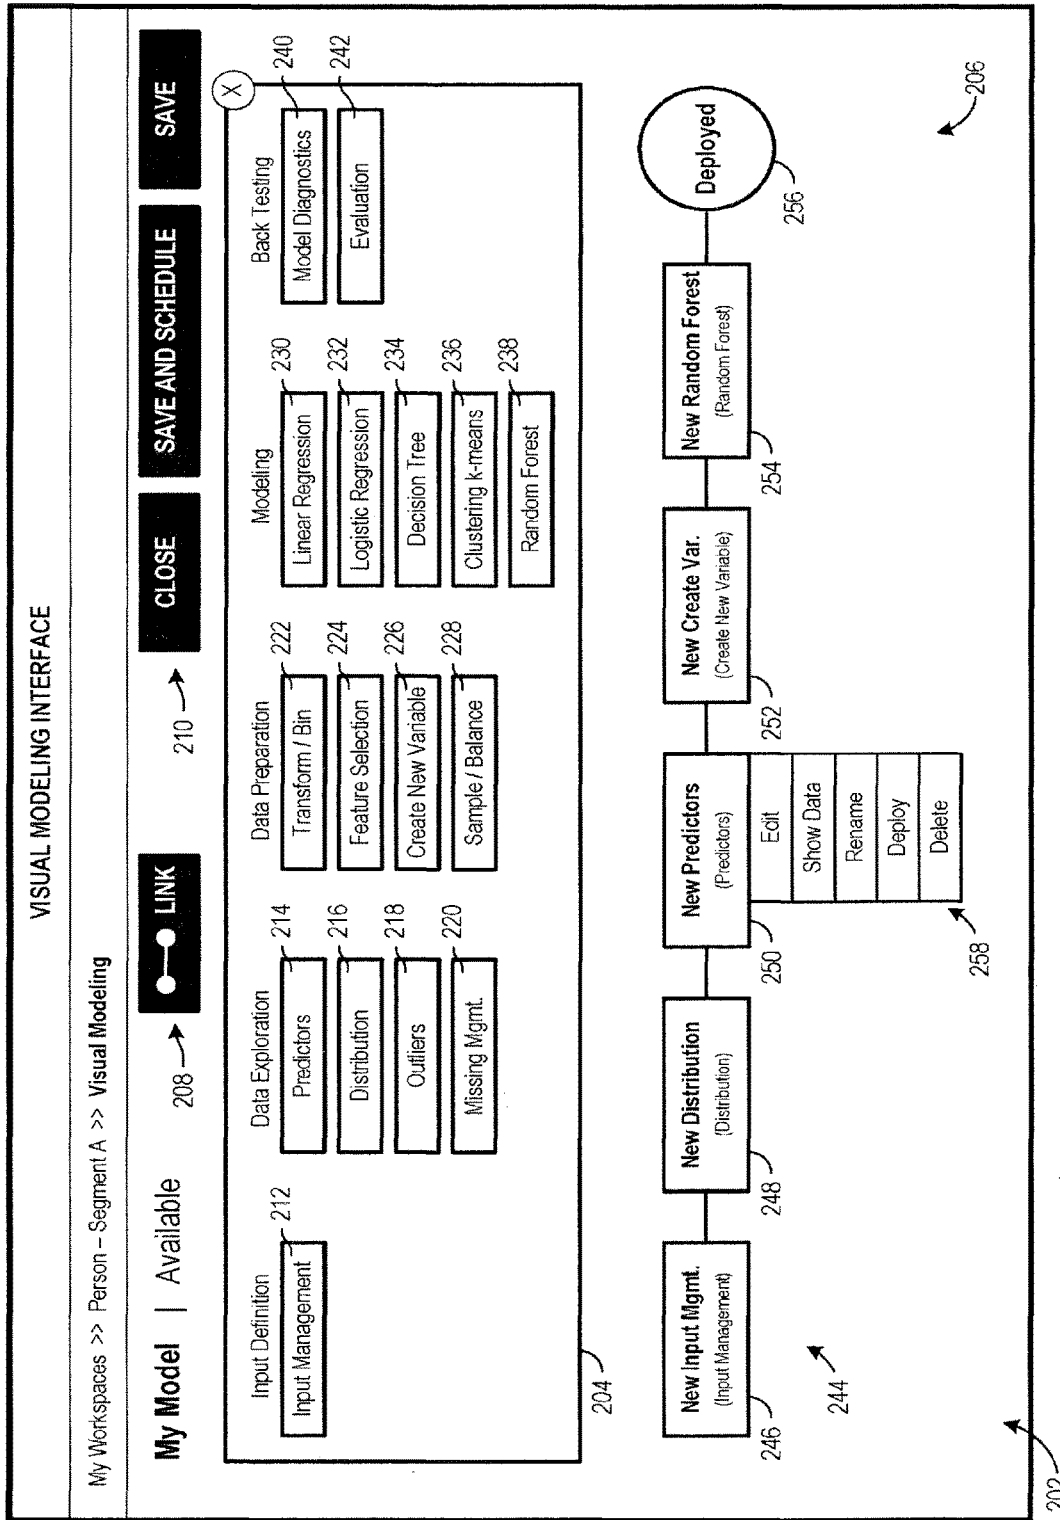 VISUAL MODELING INTERFACE
My Workspaces >> Person – Segment A >> Visual Modeling
My Model | Available
208
LINK
210
CLOSE
SAVE AND SCHEDULE
SAVE
X
Input Definition
Input Management
212
Data Exploration
Predictors
214
Distribution
216
Outliers
218
Missing Mgmt.
220
Data Preparation
Transform / Bin
222
Feature Selection
224
Create New Variable
226
Sample / Balance
228
Modeling
Linear Regression
230
Logistic Regression
232
Decision Tree
234
Clustering k-means
236
Random Forest
238
Back Testing
Model Diagnostics
240
Evaluation
242
204
New Input Mgmt.
(Input Management)
246
New Distribution
(Distribution)
248
New Predictors
(Predictors)
250
Edit
Show Data
Rename
Deploy
Delete
258
New Create Var.
(Create New Variable)
252
New Random Forest
(Random Forest)
254
Deployed
256
244
206
202